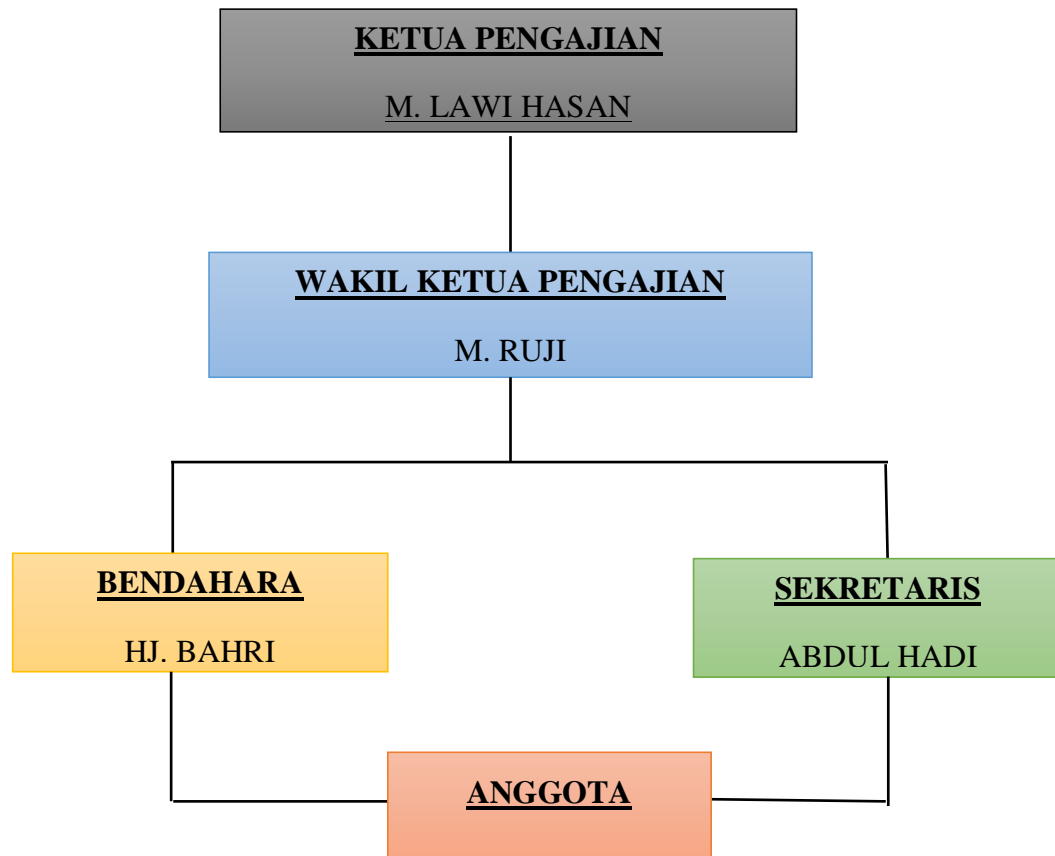 KETUA PENGAJIAN
M. LAWI HASAN
WAKIL KETUA PENGAJIAN
M. RUJI
BENDAHARA
HJ. BAHRI
SEKRETARIS
ABDUL HADI
ANGGOTA